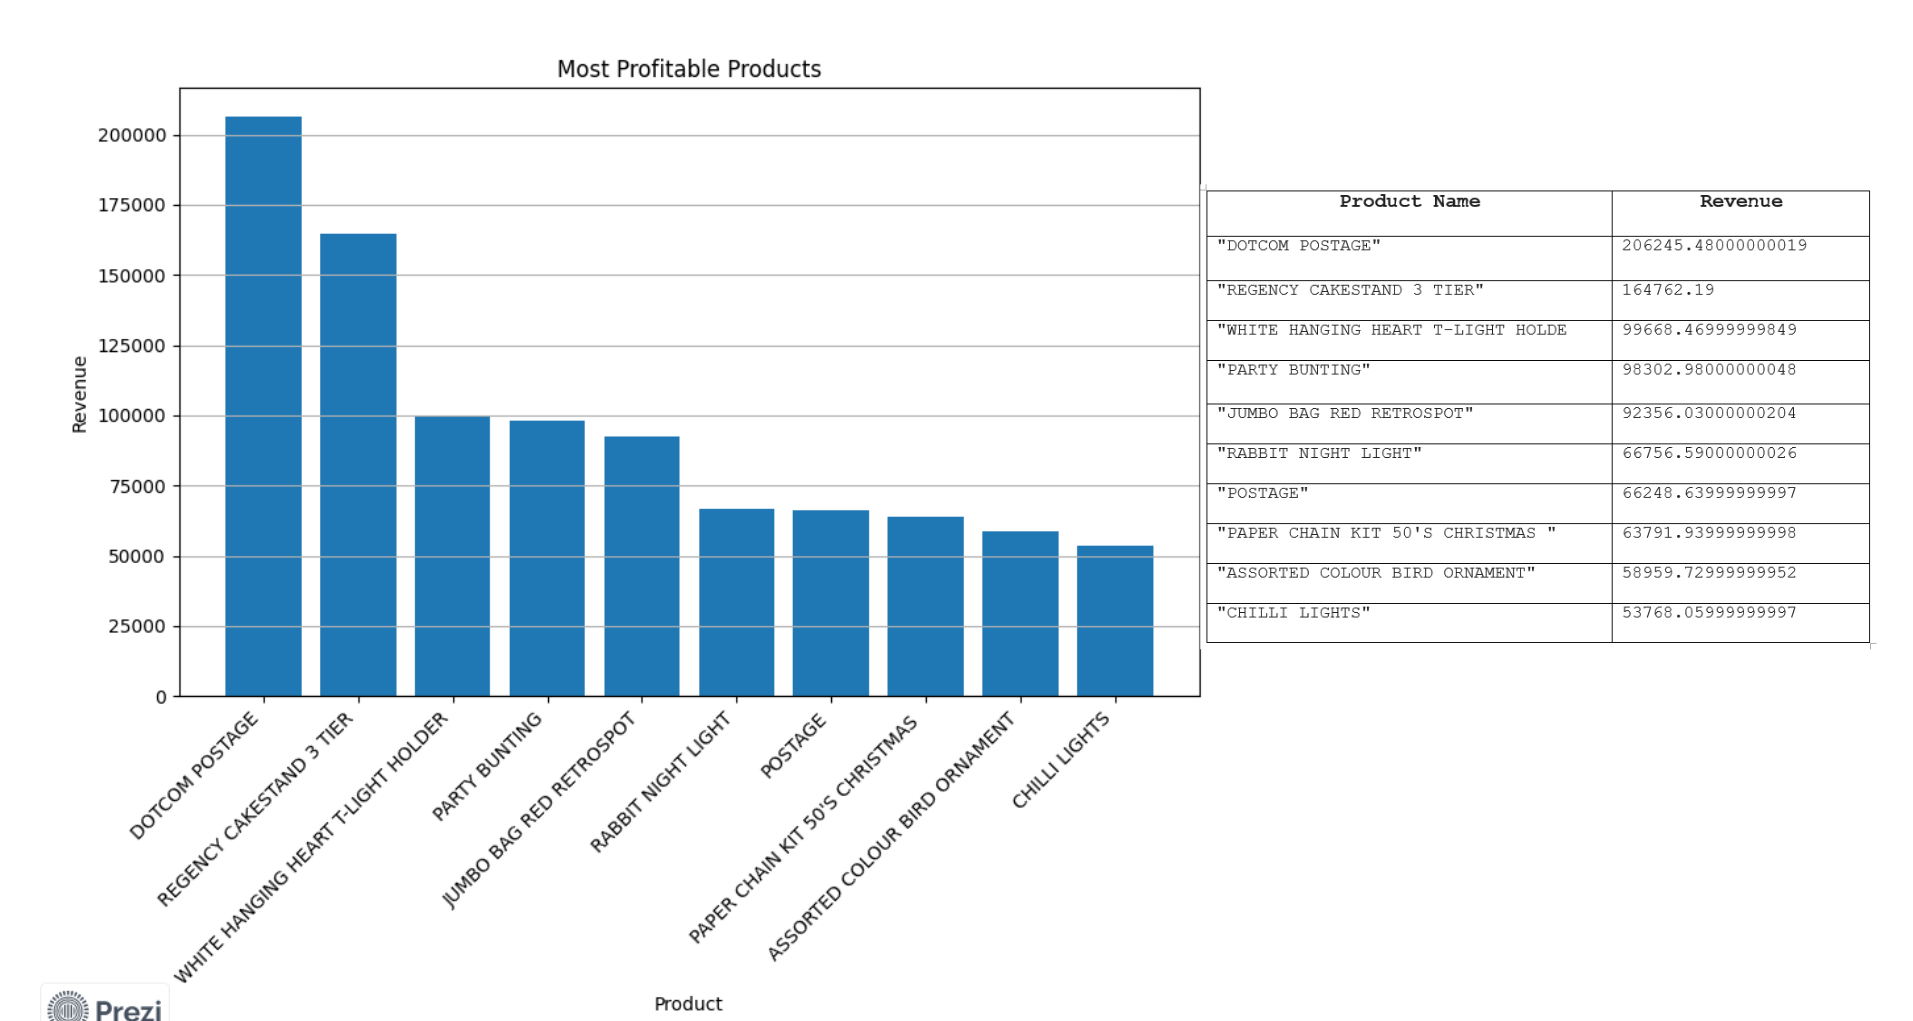 Most Profitable Products
Revenue
200000
175000
150000
125000
100000
75000
50000
25000
0
DOTCOM POSTAGE
REGENCY CAKESTAND 3 TIER
WHITE HANGING HEART T-LIGHT HOLDER
PARTY BUNTING
JUMBO BAG RED RETROSPOT
RABBIT NIGHT LIGHT
POSTAGE
PAPER CHAIN KIT 50'S CHRISTMAS
ASSORTED COLOUR BIRD ORNAMENT
CHILLI LIGHTS
Product
Product Name Revenue
"DOTCOM POSTAGE" 206245.48000000019
"REGENCY CAKESTAND 3 TIER" 164762.19
"WHITE HANGING HEART T-LIGHT HOLDE 99668.46999999849
"PARTY BUNTING" 98302.98000000048
"JUMBO BAG RED RETROSPOT" 92356.03000000204
"RABBIT NIGHT LIGHT" 66756.59000000026
"POSTAGE" 66248.63999999997
"PAPER CHAIN KIT 50'S CHRISTMAS " 63791.93999999998
"ASSORTED COLOUR BIRD ORNAMENT" 58959.72999999952
"CHILLI LIGHTS" 53768.05999999997
Prezi